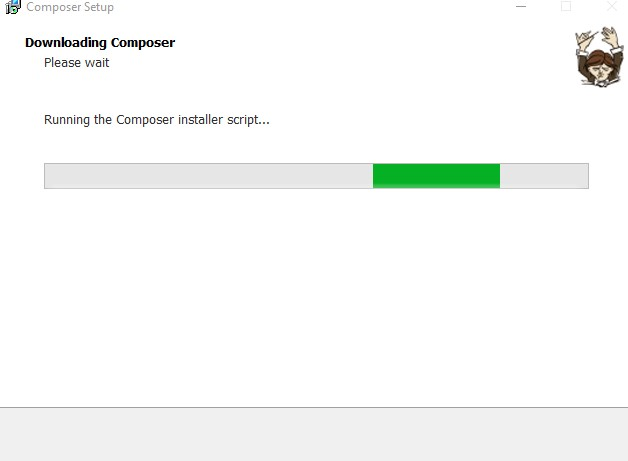 Composer Setup
Downloading Composer
Please wait
Running the Composer installer script...